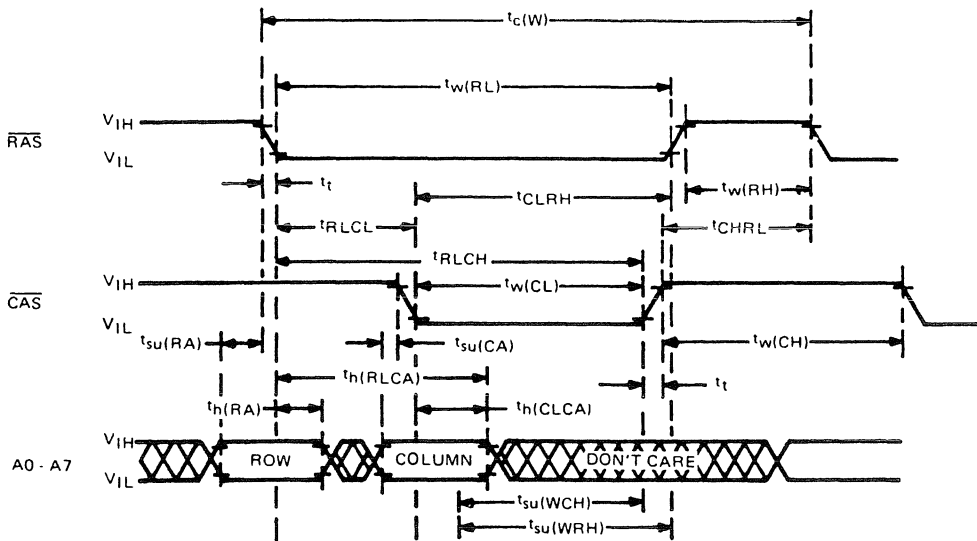 tc(W)
tw(RL)
RAS
VIH
VIL
tt
tCLRH
tw(RH)
tRLCL
tCHRL
tRLCH
CAS
VIH
VIL
tw(CL)
tsu(RA)
tsu(CA)
tw(CH)
th(RLCA)
tt
th(RA)
th(CLCA)
A0 - A7
VIH
VIL
ROW
COLUMN
DON'T CARE
tsu(WCH)
tsu(WRH)